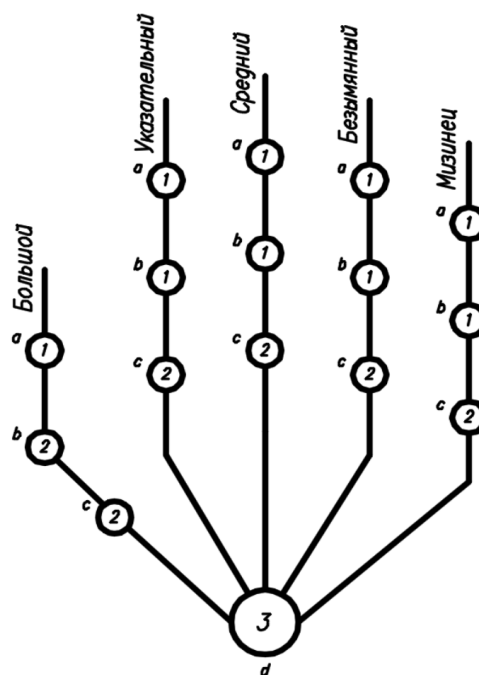 Большой
a 1
b 2
c 2
Указательный
a 1
b 1
c 2
Средний
a 1
b 1
c 2
Безымянный
a 1
b 1
c 2
Мизинец
a 1
b 1
c 2
3
d